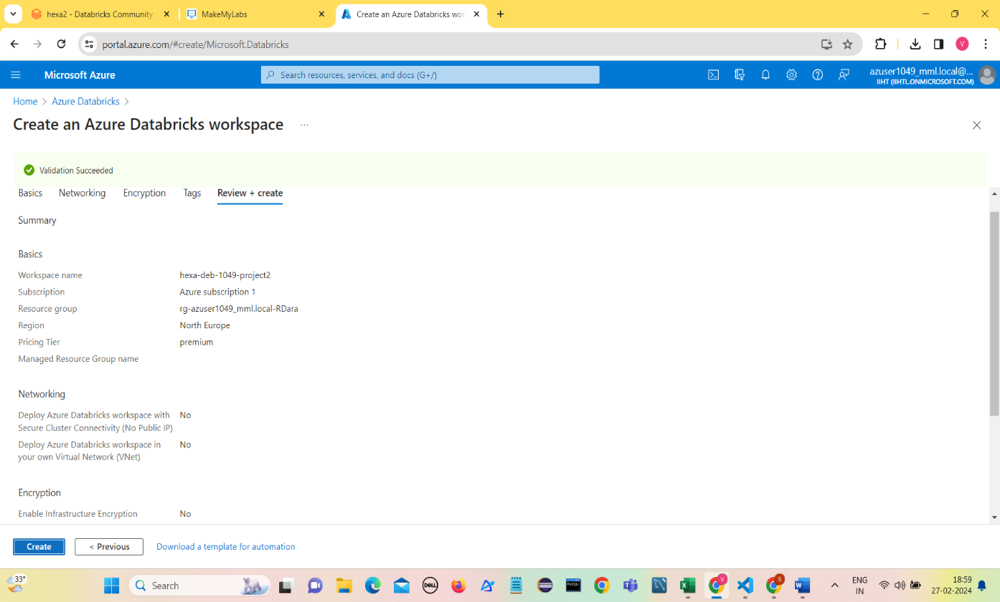 hexa2 - Databricks Community
MakeMyLabs
Create an Azure Databricks wor
portal.azure.com/#create/Microsoft.Databricks
V
Microsoft Azure
Search resources, services, and docs (G+/)
azuser1049_mml.local@...
IIHT (IIHTL.ONMICROSOFT.COM)
Home > Azure Databricks >
Create an Azure Databricks workspace ...
Validation Succeeded
Basics Networking Encryption Tags Review + create
Summary
Basics
Workspace name hexa-deb-1049-project2
Subscription Azure subscription 1
Resource group rg-azuser1049_mml.local-RDara
Region North Europe
Pricing Tier premium
Managed Resource Group name
Networking
Deploy Azure Databricks workspace with No
Secure Cluster Connectivity (No Public IP)
Deploy Azure Databricks workspace in No
your own Virtual Network (VNet)
Encryption
Enable Infrastructure Encryption No
Create < Previous Download a template for automation
33°
Search
DELL
MySQL
V
S
ENG
IN
18:59
27-02-2024